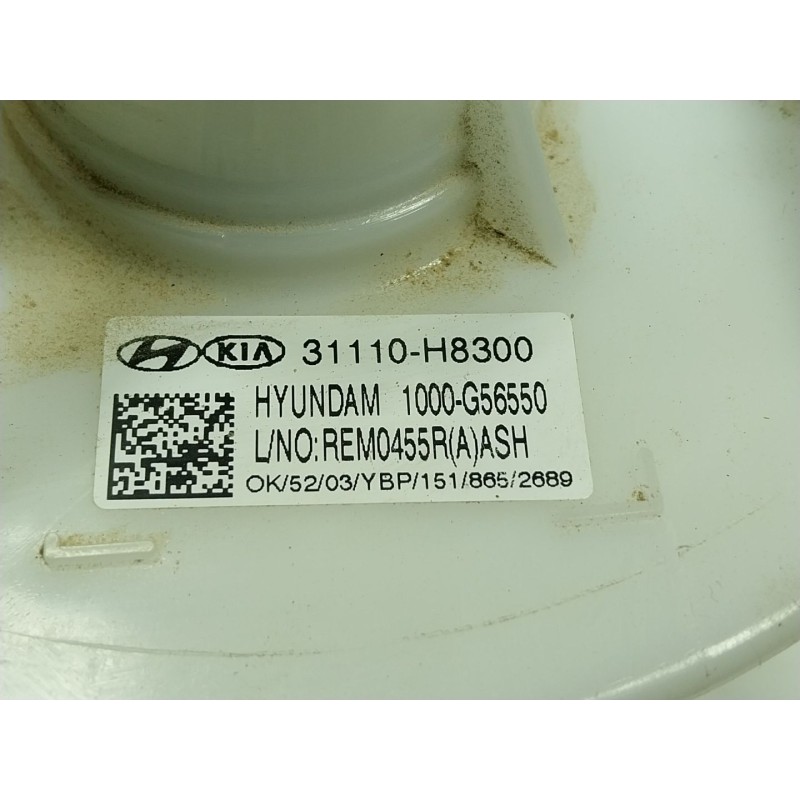 KIA 31110-H8300
HYUNDAM 1000-G56550
L/NO:REM0455R(A)ASH
OK/52/03/YBP/151/865/2689